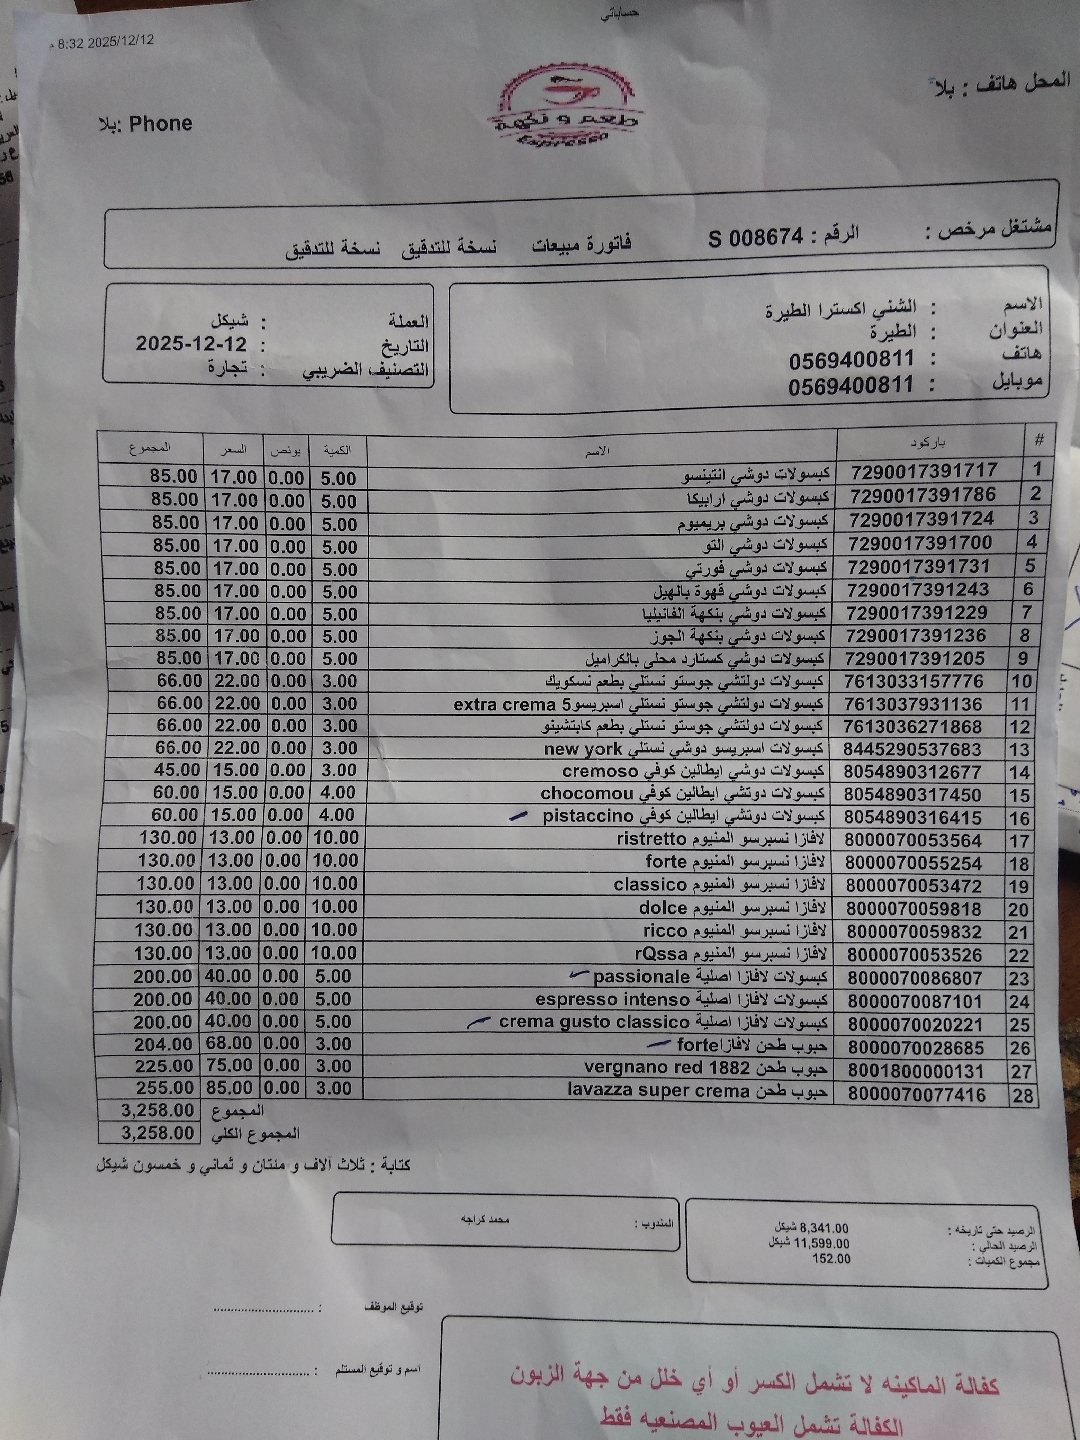 حساباتي
8:32 2025/12/12 م
المحل هاتف : بلا
Phone :بلا
طعم و نكهة
Espresso
مشتغل مرخص : الرقم : S 008674 فاتورة مبيعات نسخة للتدقيق نسخة للتدقيق
الاسم : الشني اكسترا الطيرة
العنوان : الطيرة
هاتف : 0569400811
موبايل : 0569400811
العملة : شيكل
التاريخ : 2025-12-12
التصنيف الضريبي : تجارة
# باركود الاسم الكمية بونص السعر المجموع
1 7290017391717 كبسولات دوشي انتينسو 5.00 0.00 17.00 85.00
2 7290017391786 كبسولات دوشي ارابيكا 5.00 0.00 17.00 85.00
3 7290017391724 كبسولات دوشي بريميوم 5.00 0.00 17.00 85.00
4 7290017391700 كبسولات دوشي التو 5.00 0.00 17.00 85.00
5 7290017391731 كبسولات دوشي فورتي 5.00 0.00 17.00 85.00
6 7290017391243 كبسولات دوشي قهوة بالهيل 5.00 0.00 17.00 85.00
7 7290017391229 كبسولات دوشي بنكهة الفانيليا 5.00 0.00 17.00 85.00
8 7290017391236 كبسولات دوشي بنكهة الجوز 5.00 0.00 17.00 85.00
9 7290017391205 كبسولات دوشي كستارد محلى بالكراميل 5.00 0.00 17.00 85.00
10 7613033157776 كبسولات دولتشي جوستو نستلي بطعم نسكويك 3.00 0.00 22.00 66.00
11 7613037931136 كبسولات دولتشي جوستو نستلي اسبريسو5 extra crema 3.00 0.00 22.00 66.00
12 7613036271868 كبسولات دولتشي جوستو نستلي بطعم كابتشينو 3.00 0.00 22.00 66.00
13 8445290537683 كبسولات اسبريسو دوشي نستلي new york 3.00 0.00 22.00 66.00
14 8054890312677 كبسولات دوشي ايطالين كوفي cremoso 3.00 0.00 15.00 45.00
15 8054890317450 كبسولات دوتشي ايطالين كوفي chocomou 4.00 0.00 15.00 60.00
16 8054890316415 كبسولات دوتشي ايطالين كوفي pistaccino 4.00 0.00 15.00 60.00
17 8000070053564 لافازا نسبرسو المنيوم ristretto 10.00 0.00 13.00 130.00
18 8000070055254 لافازا نسبرسو المنيوم forte 10.00 0.00 13.00 130.00
19 8000070053472 لافازا نسبرسو المنيوم classico 10.00 0.00 13.00 130.00
20 8000070059818 لافازا نسبرسو المنيوم dolce 10.00 0.00 13.00 130.00
21 8000070059832 لافازا نسبرسو المنيوم ricco 10.00 0.00 13.00 130.00
22 8000070053526 لافازا نسبرسو المنيوم rQssa 10.00 0.00 13.00 130.00
23 8000070086807 كبسولات لافازا اصلية passionale 5.00 0.00 40.00 200.00
24 8000070087101 كبسولات لافازا اصلية espresso intenso 5.00 0.00 40.00 200.00
25 8000070020221 كبسولات لافازا اصلية crema gusto classico 5.00 0.00 40.00 200.00
26 8000070028685 حبوب طحن لافازاforte 3.00 0.00 68.00 204.00
27 8001800000131 حبوب طحن vergnano red 1882 3.00 0.00 75.00 225.00
28 8000070077416 حبوب طحن lavazza super crema 3.00 0.00 85.00 255.00
المجموع 3,258.00
المجموع الكلي 3,258.00
كتابة : ثلاث آلاف و مئتان و ثماني و خمسون شيكل
الرصيد حتى تاريخه : 8,341.00 شيكل
الرصيد الحالي : 11,599.00 شيكل
مجموع الكميات : 152.00
المندوب : محمد كراجه
توقيع الموظف : ............................
اسم و توقيع المستلم : ............................
كفالة الماكينه لا تشمل الكسر أو أي خلل من جهة الزبون
الكفالة تشمل العيوب المصنعيه فقط